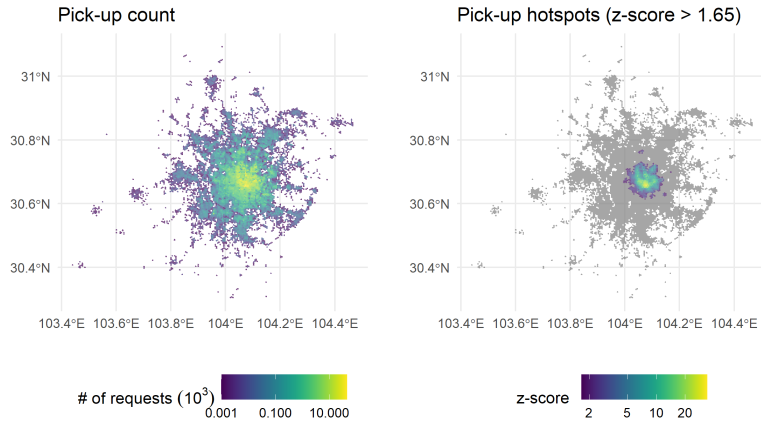 Pick-up count
Pick-up hotspots (z-score > 1.65)
31°N
30.8°N
30.6°N
30.4°N
103.4°E 103.6°E 103.8°E 104°E 104.2°E 104.4°E
31°N
30.8°N
30.6°N
30.4°N
103.4°E 103.6°E 103.8°E 104°E 104.2°E 104.4°E
# of requests (10³)
0.001 0.100 10.000
z-score
2 5 10 20